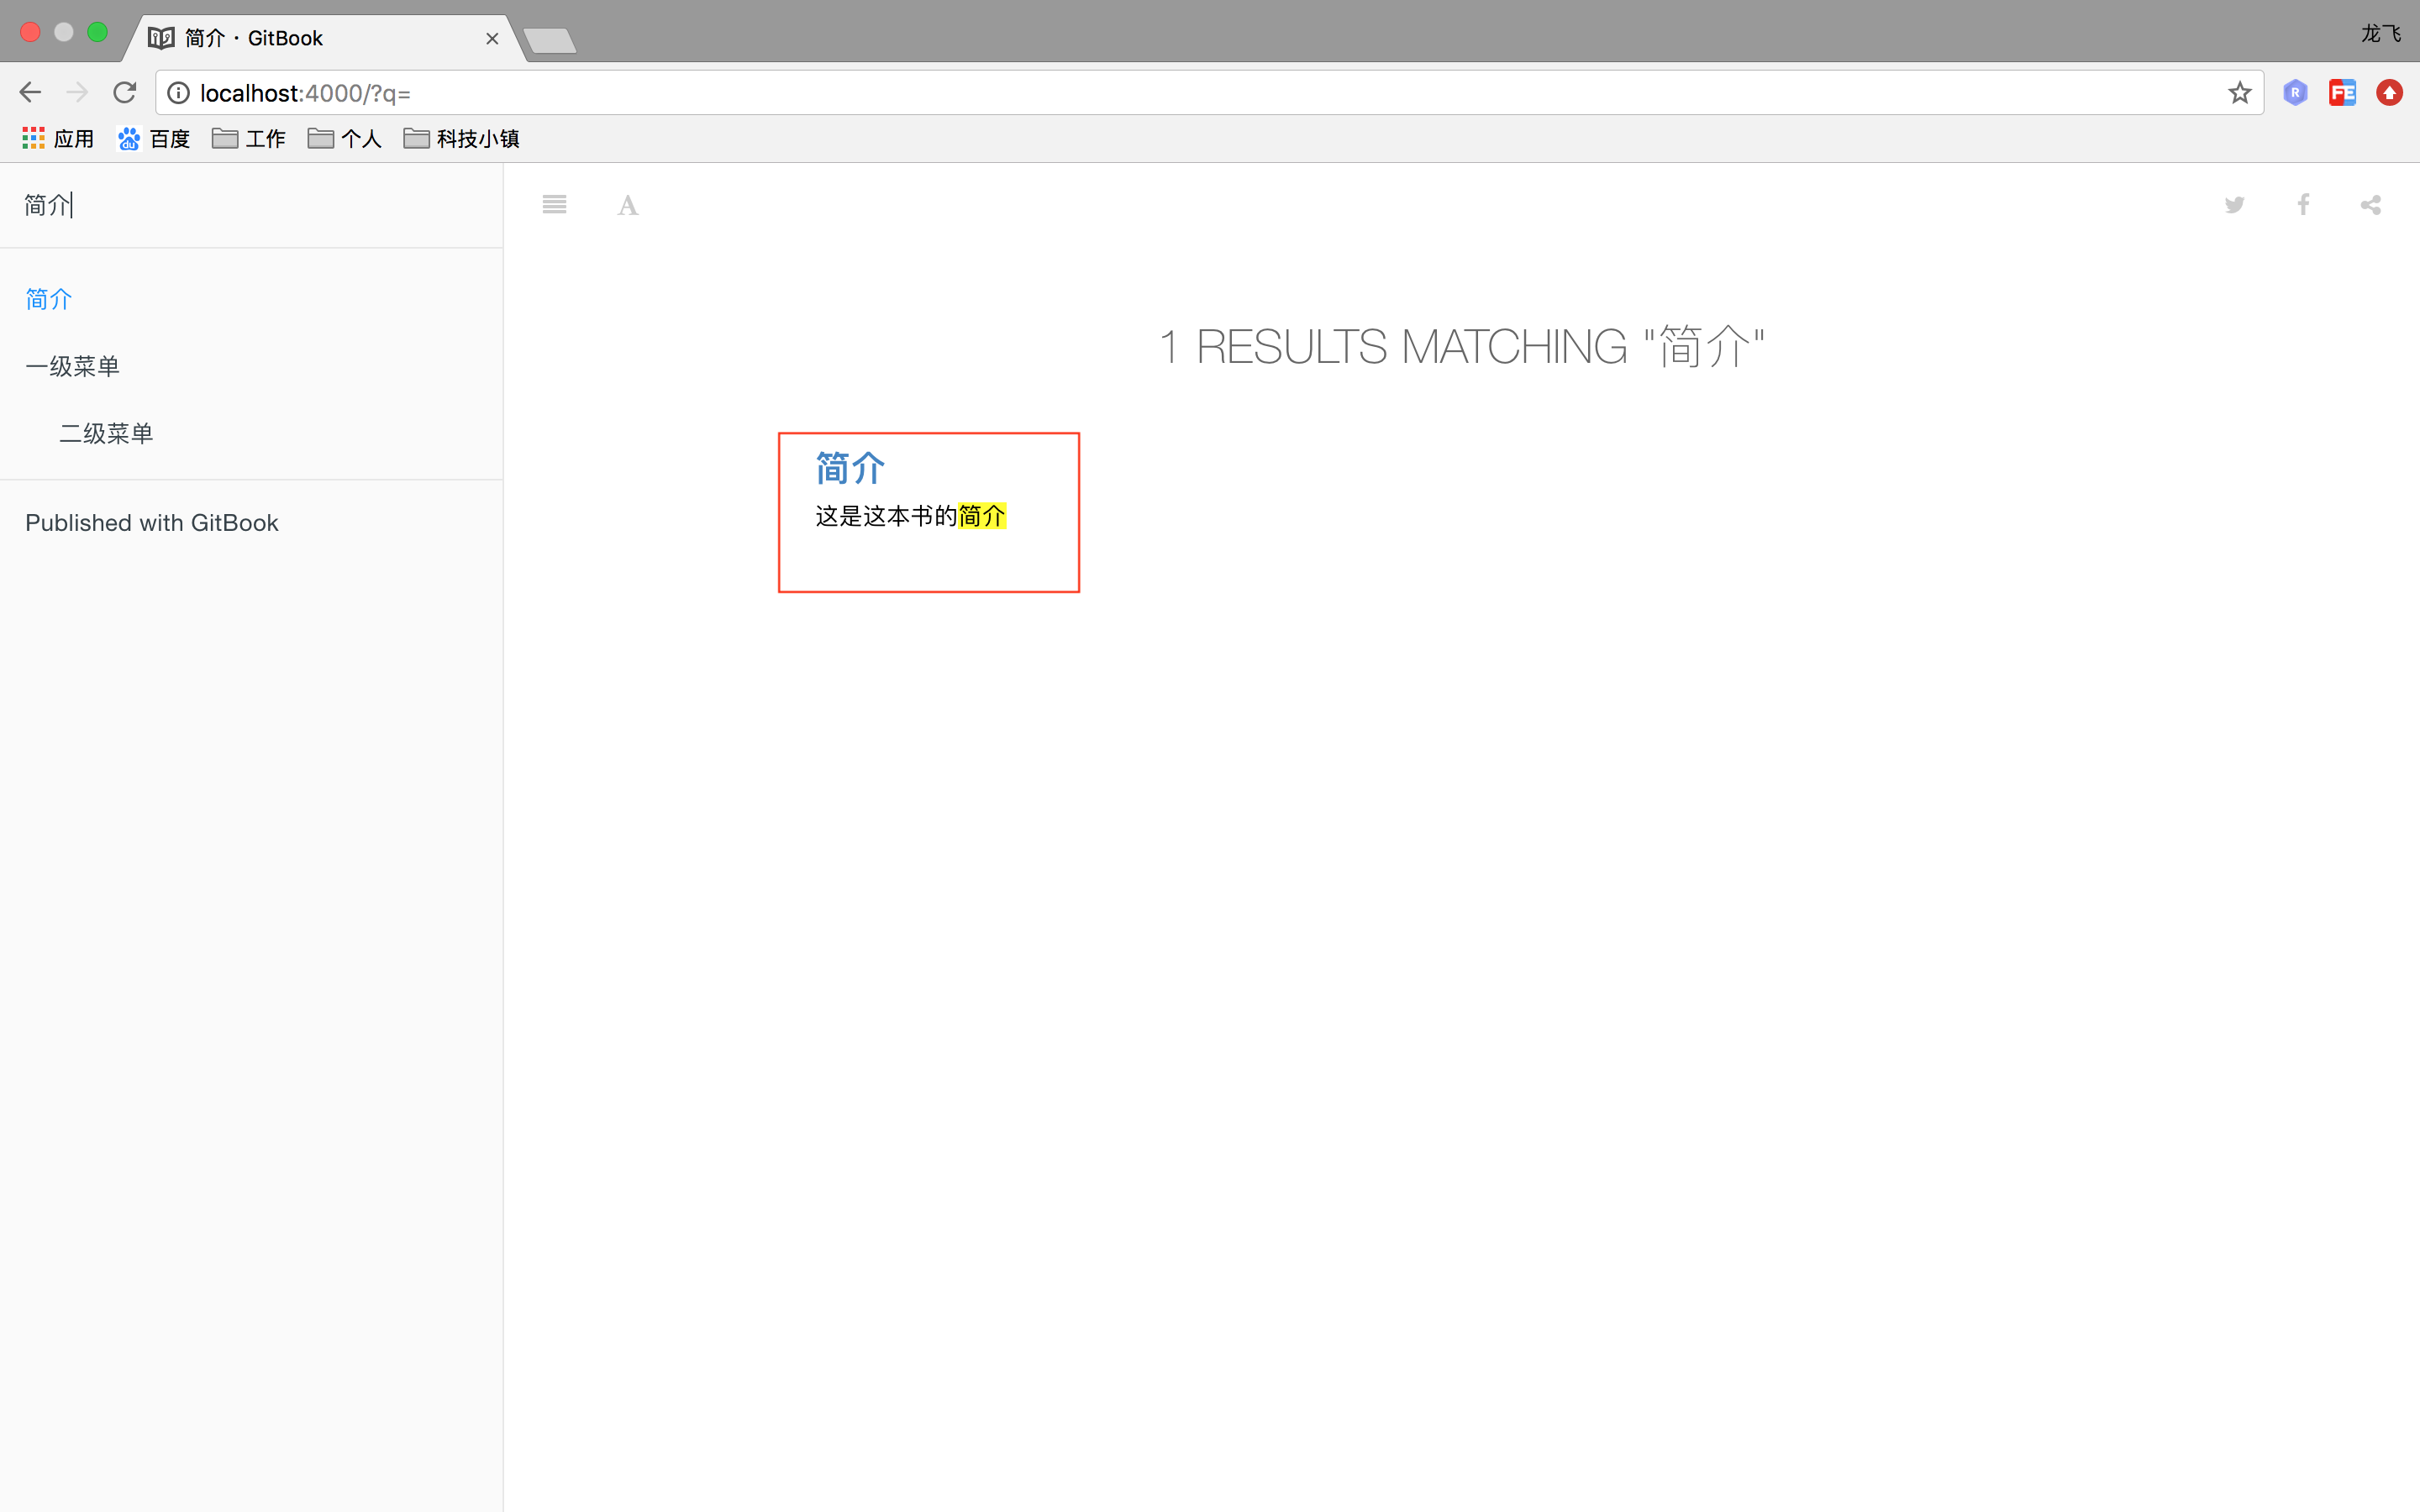 简介 · GitBook
龙飞
localhost:4000/?q=
R
FE
应用
du
百度
工作
个人
科技小镇
简介
A
简介
一级菜单
二级菜单
Published with GitBook
1 RESULTS MATCHING "简介"
简介
这是这本书的简介